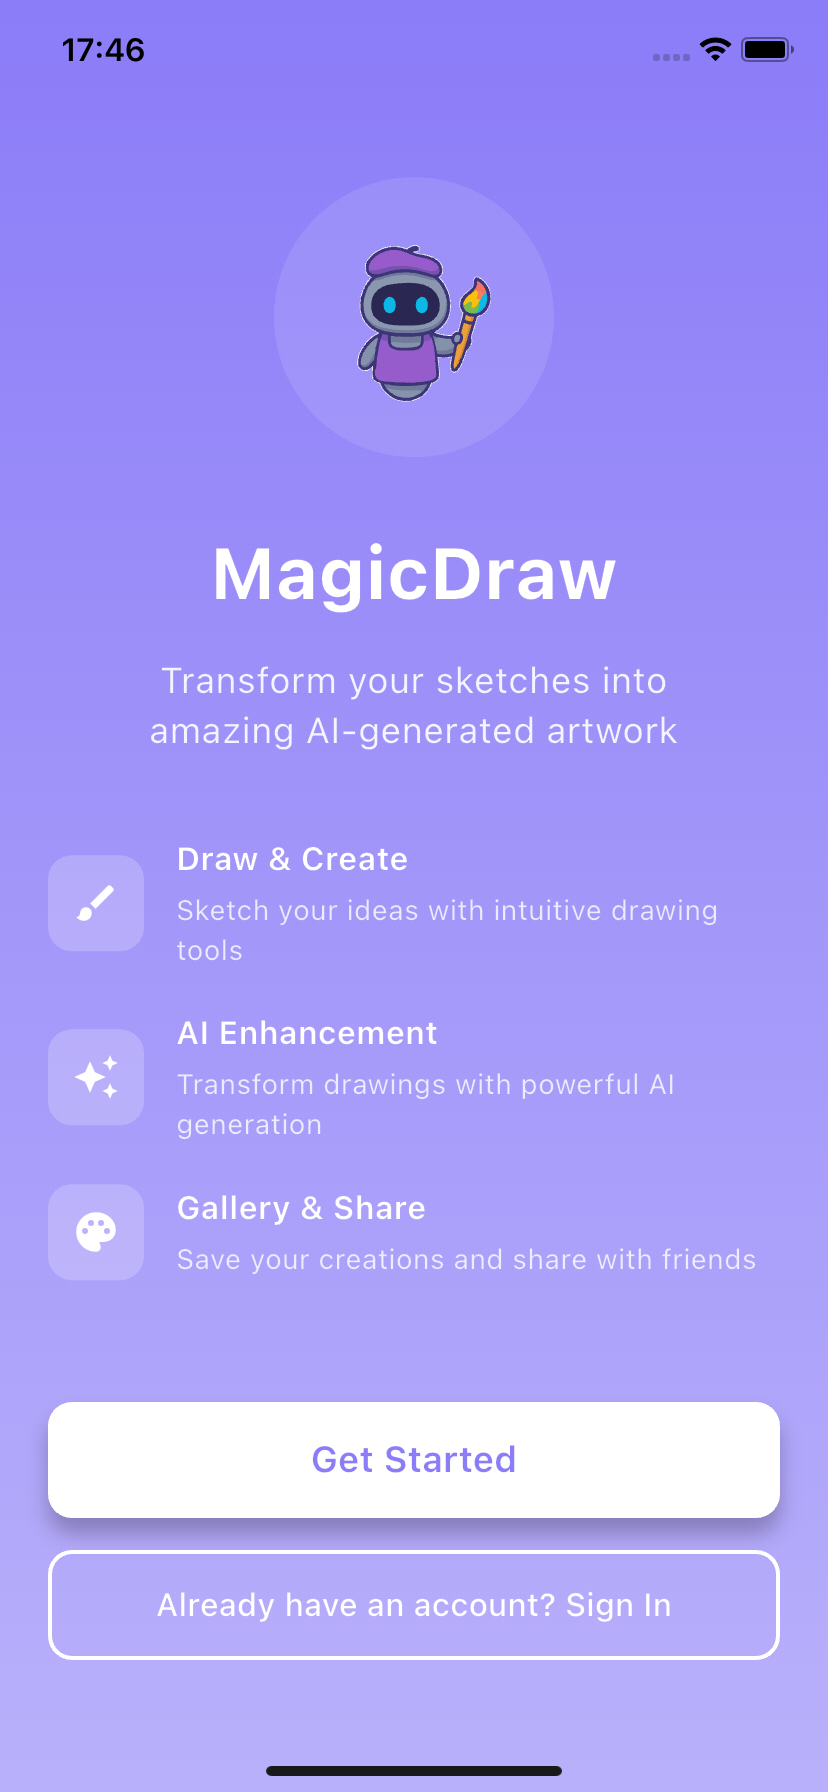 17:46
MagicDraw
Transform your sketches into
amazing AI-generated artwork
Draw & Create
Sketch your ideas with intuitive drawing
tools
AI Enhancement
Transform drawings with powerful AI
generation
Gallery & Share
Save your creations and share with friends
Get Started
Already have an account? Sign In